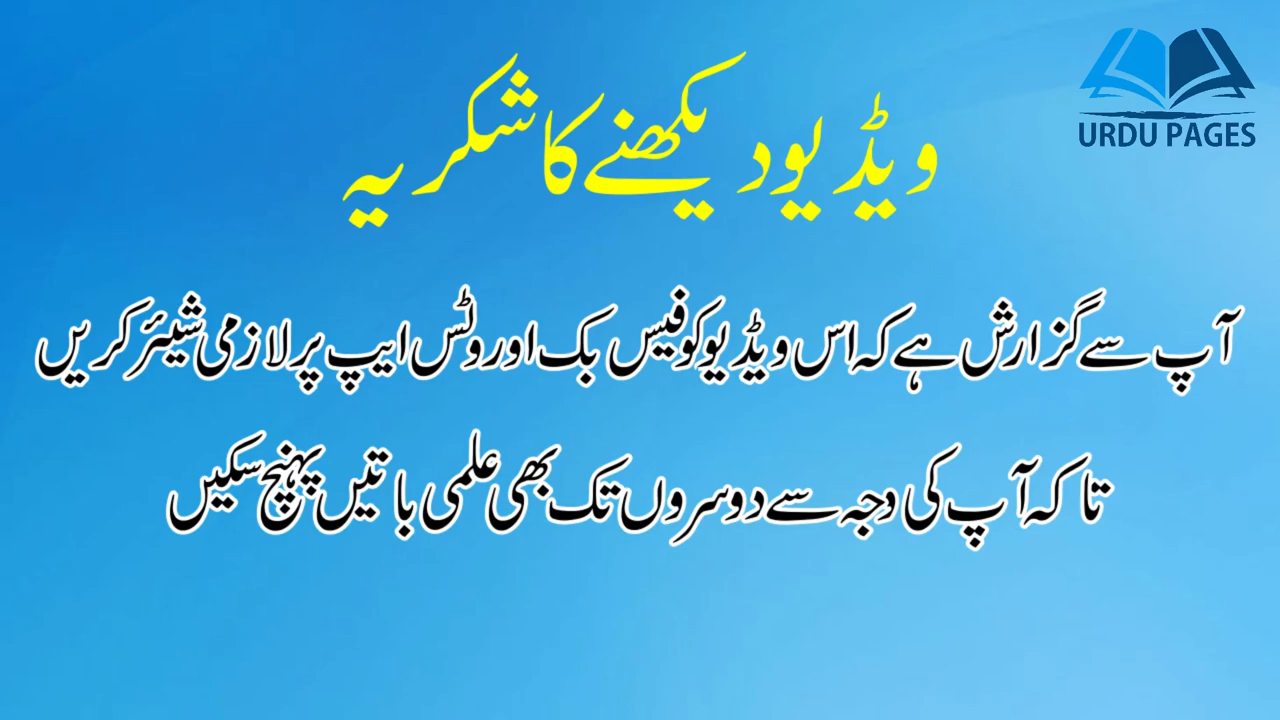 URDU PAGES
ویڈیو دیکھنے کا شکریہ
آپ سے گزارش ہے کہ اس ویڈیو کو فیس بک اور وٹس ایپ پر لازمی شیئر کریں
تاکہ آپ کی وجہ سے دوسروں تک بھی علمی باتیں پہنچ سکیں